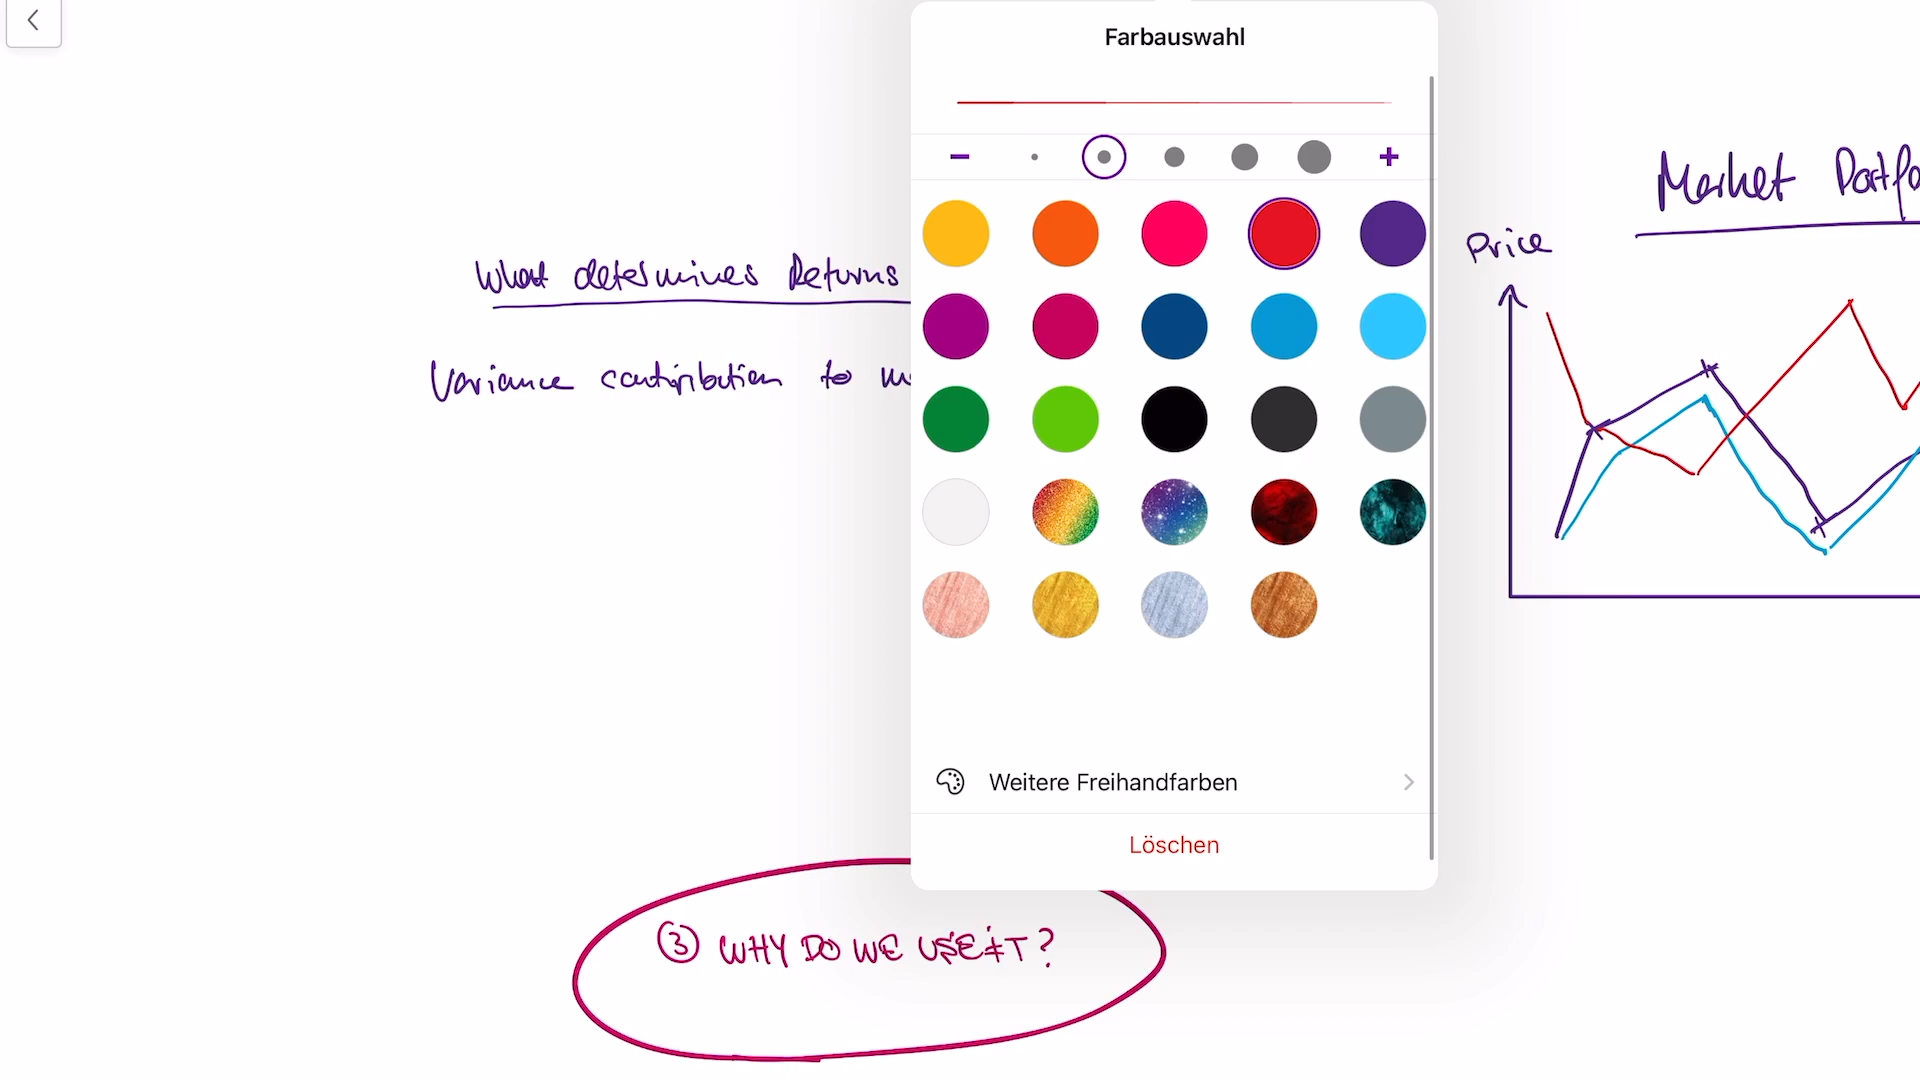 Farbauswahl
Market
Price
What determines Returns
Variance contribution to
Weitere Freihandfarben
Löschen
③ WHY DO WE USE IT?